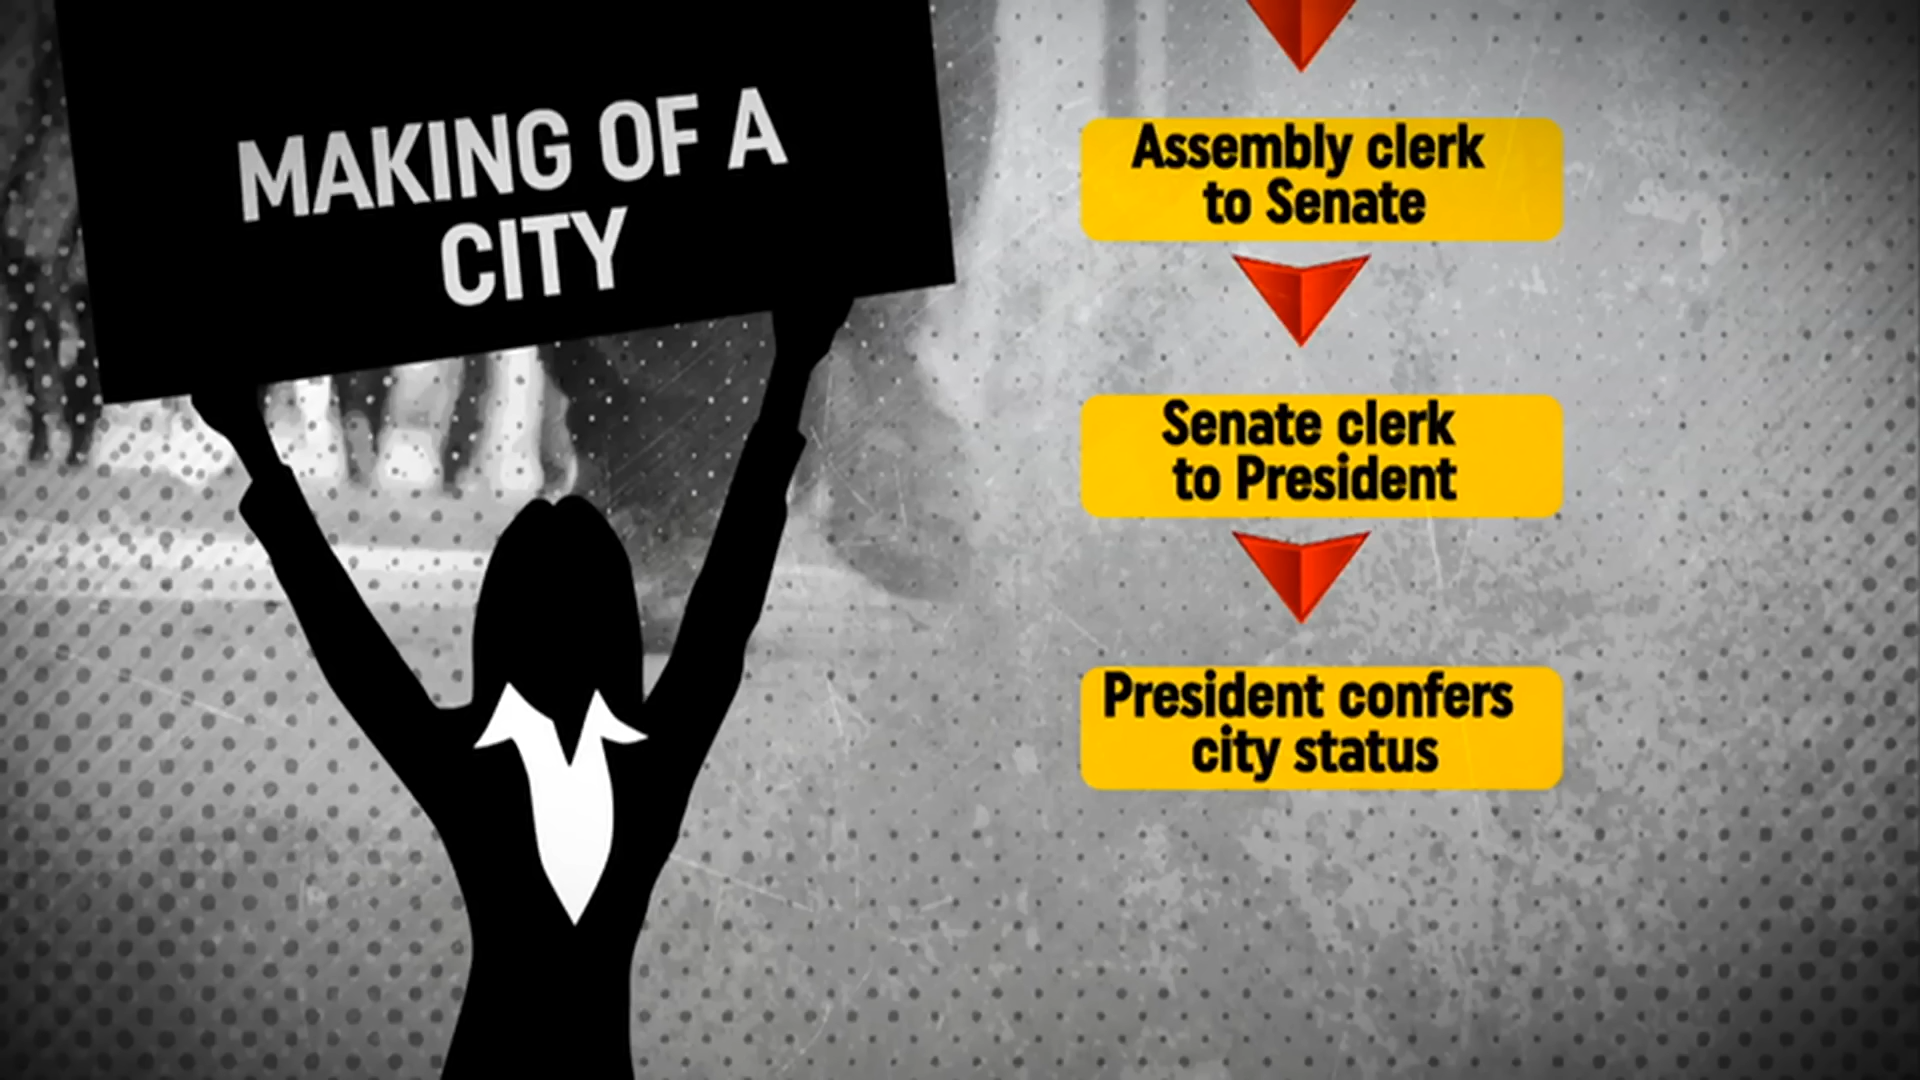 MAKING OF A
CITY
Assembly clerk
to Senate
Senate clerk
to President
President confers
city status